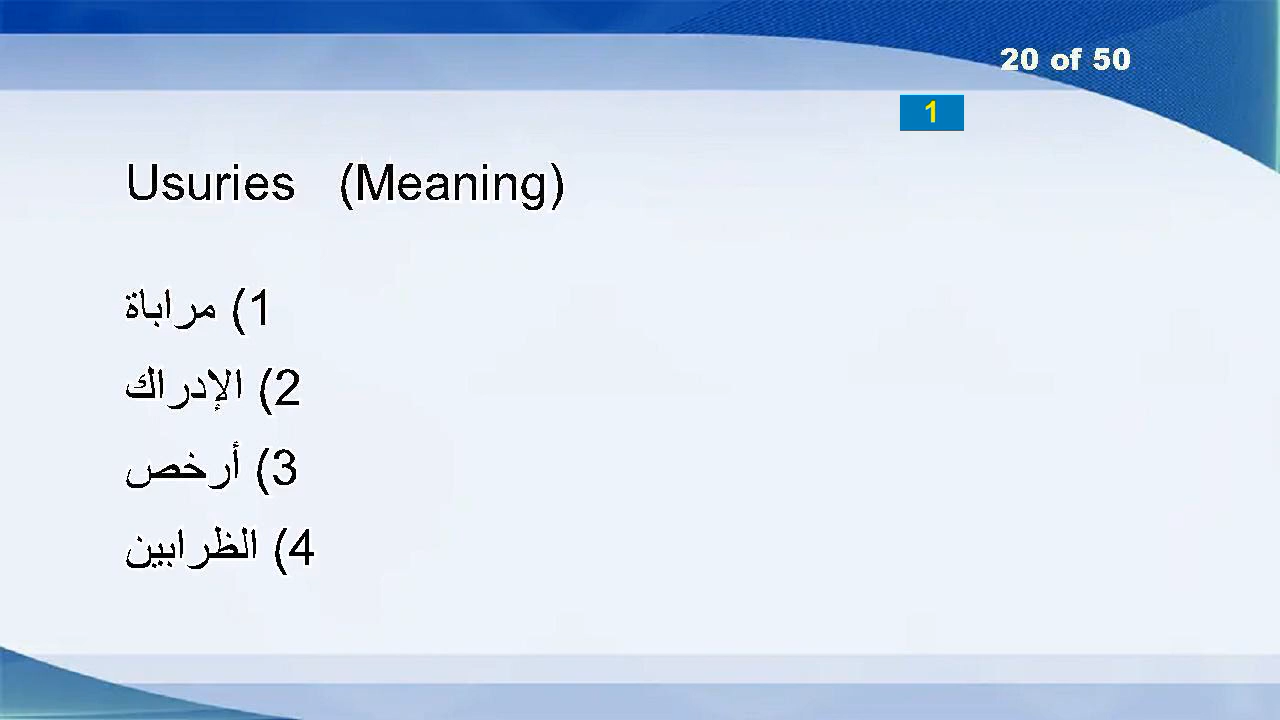 20 of 50
1
Usuries (Meaning)
1) مراباة
2) الإدراك
3) أرخص
4) الظرابين